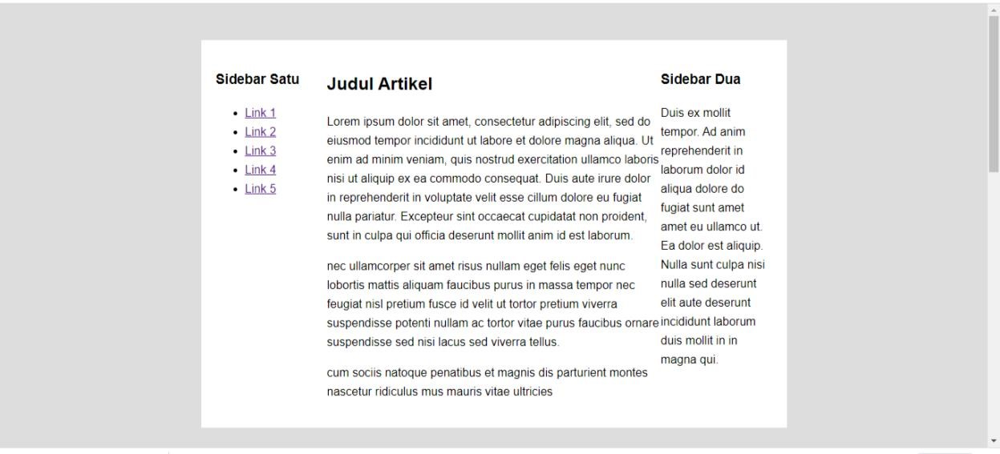 Sidebar Satu
Link 1
Link 2
Link 3
Link 4
Link 5
Judul Artikel
Lorem ipsum dolor sit amet, consectetur adipiscing elit, sed do
eiusmod tempor incididunt ut labore et dolore magna aliqua. Ut
enim ad minim veniam, quis nostrud exercitation ullamco laboris
nisi ut aliquip ex ea commodo consequat. Duis aute irure dolor
in reprehenderit in voluptate velit esse cillum dolore eu fugiat
nulla pariatur. Excepteur sint occaecat cupidatat non proident,
sunt in culpa qui officia deserunt mollit anim id est laborum.
nec ullamcorper sit amet risus nullam eget felis eget nunc
lobortis mattis aliquam faucibus purus in massa tempor nec
feugiat nisl pretium fusce id velit ut tortor pretium viverra
suspendisse potenti nullam ac tortor vitae purus faucibus ornare
suspendisse sed nisi lacus sed viverra tellus.
cum sociis natoque penatibus et magnis dis parturient montes
nascetur ridiculus mus mauris vitae ultricies
Sidebar Dua
Duis ex mollit
tempor. Ad anim
reprehenderit in
laborum dolor id
aliqua dolore do
fugiat sunt amet
amet eu ullamco ut.
Ea dolor est aliquip.
Nulla sunt culpa nisi
nulla sed deserunt
elit aute deserunt
incididunt laborum
duis mollit in in
magna qui.